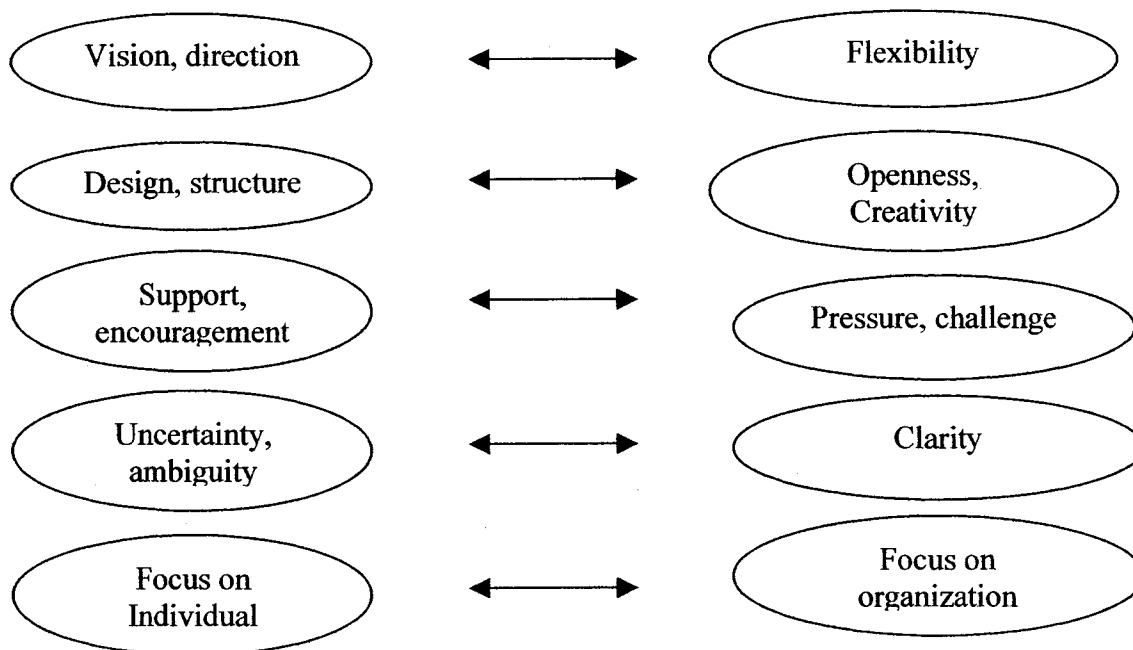 Vision, direction
Flexibility
Design, structure
Openness,
Creativity
Support,
encouragement
Pressure, challenge
Uncertainty,
ambiguity
Clarity
Focus on
Individual
Focus on
organization